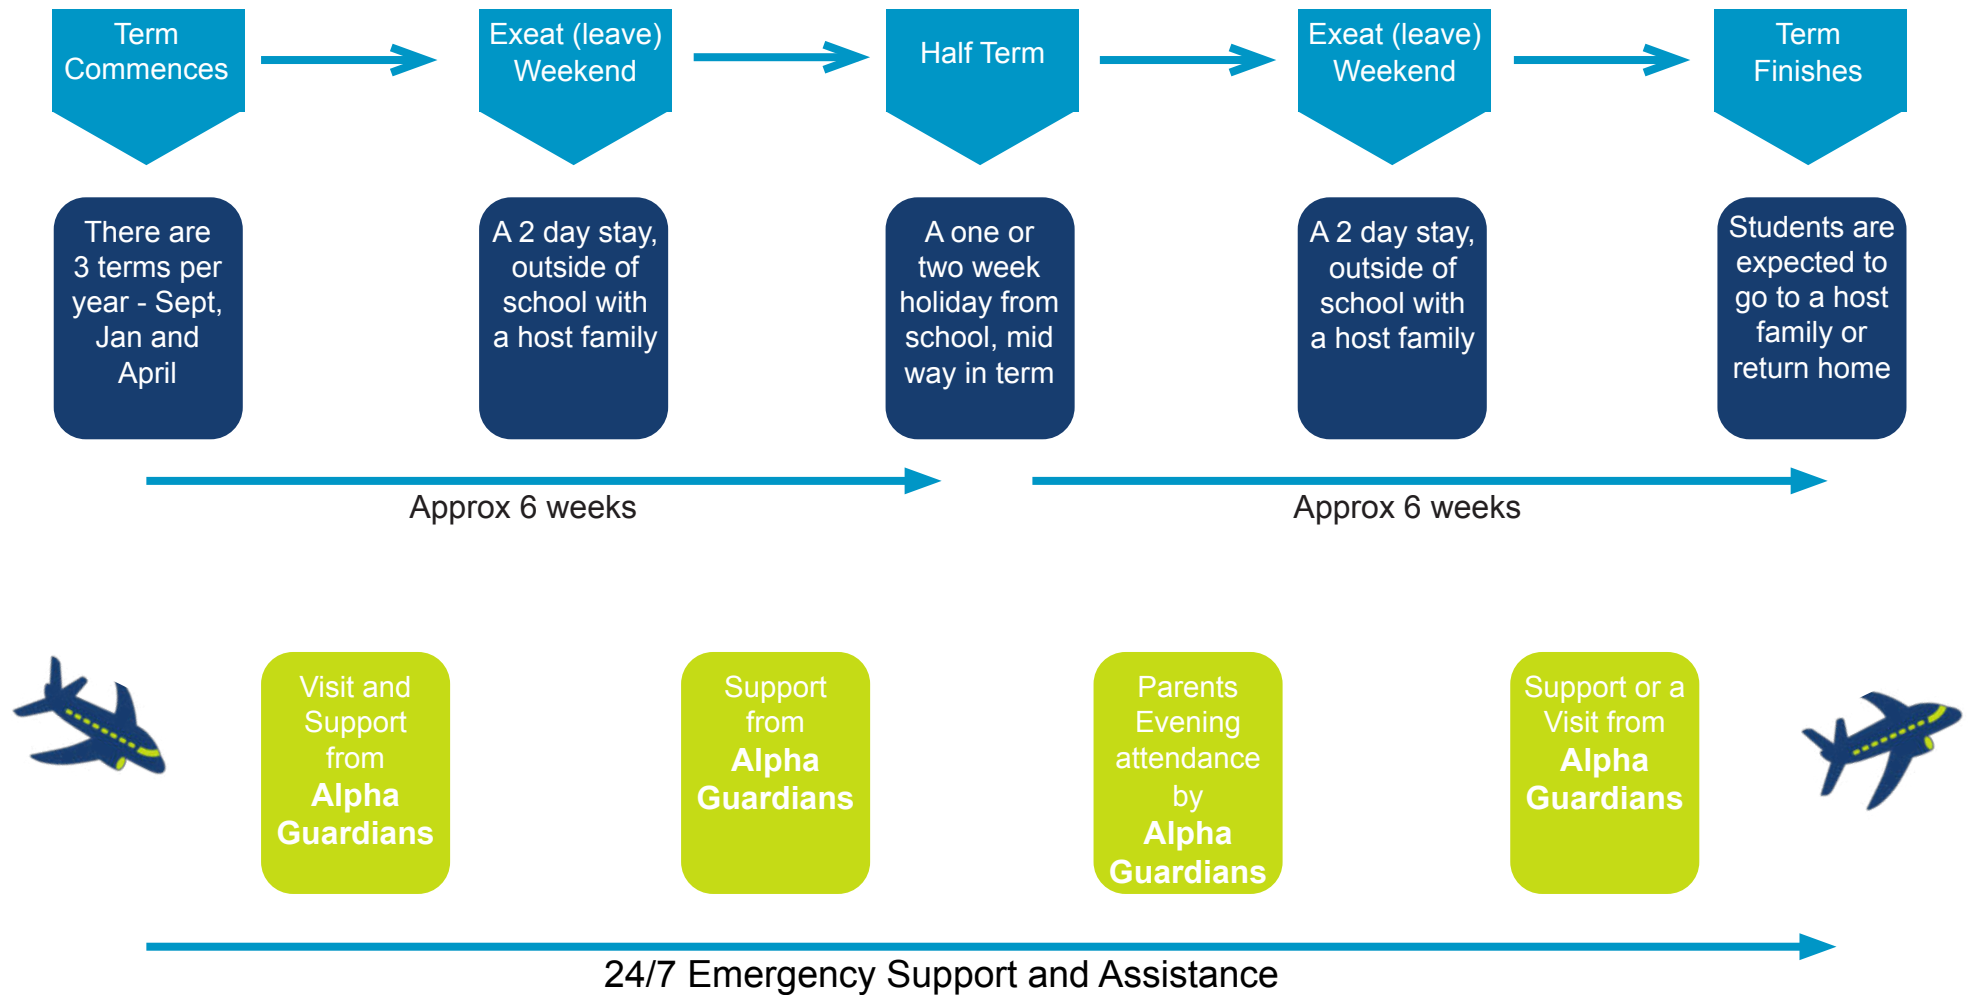 Term
Commences
Exeat (leave)
Weekend
Half Term
Exeat (leave)
Weekend
Term
Finishes
There are
3 terms per
year - Sept,
Jan and
April
A 2 day stay,
outside of
school with
a host family
A one or
two week
holiday from
school, mid
way in term
A 2 day stay,
outside of
school with
a host family
Students are
expected to
go to a host
family or
return home
Approx 6 weeks
Approx 6 weeks
Visit and
Support
from
Alpha
Guardians
Support
from
Alpha
Guardians
Parents
Evening
attendance
by
Alpha
Guardians
Support or a
Visit from
Alpha
Guardians
24/7 Emergency Support and Assistance